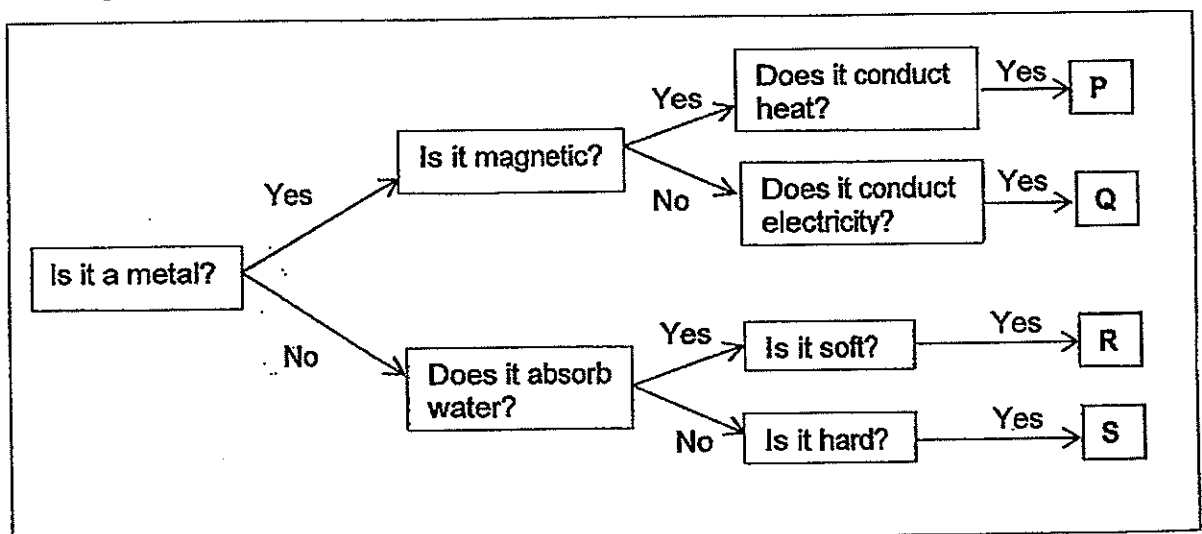 Does it conduct
heat?
Yes
P
Yes
Is it magnetic?
Yes
No
Does it conduct
electricity?
Yes
Q
Is it a metal?
No
Does it absorb
water?
Yes
Is it soft?
Yes
R
No
Is it hard?
Yes
S